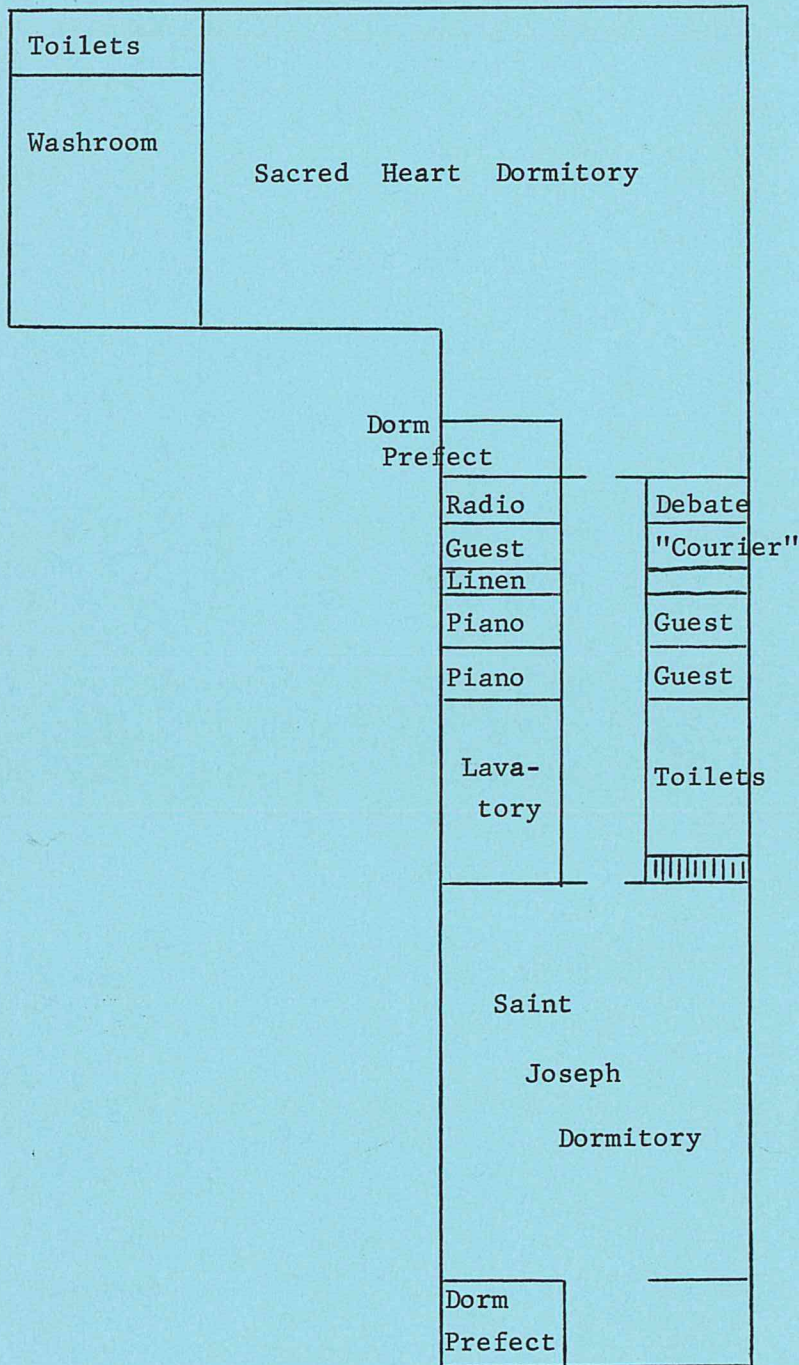 Toilets
Washroom
Sacred Heart Dormitory
Dorm
Prefect
Radio
Debate
Guest
"Courier"
Linen
Piano
Guest
Piano
Guest
Lava-
tory
Toilets
Saint
Joseph
Dormitory
Dorm
Prefect